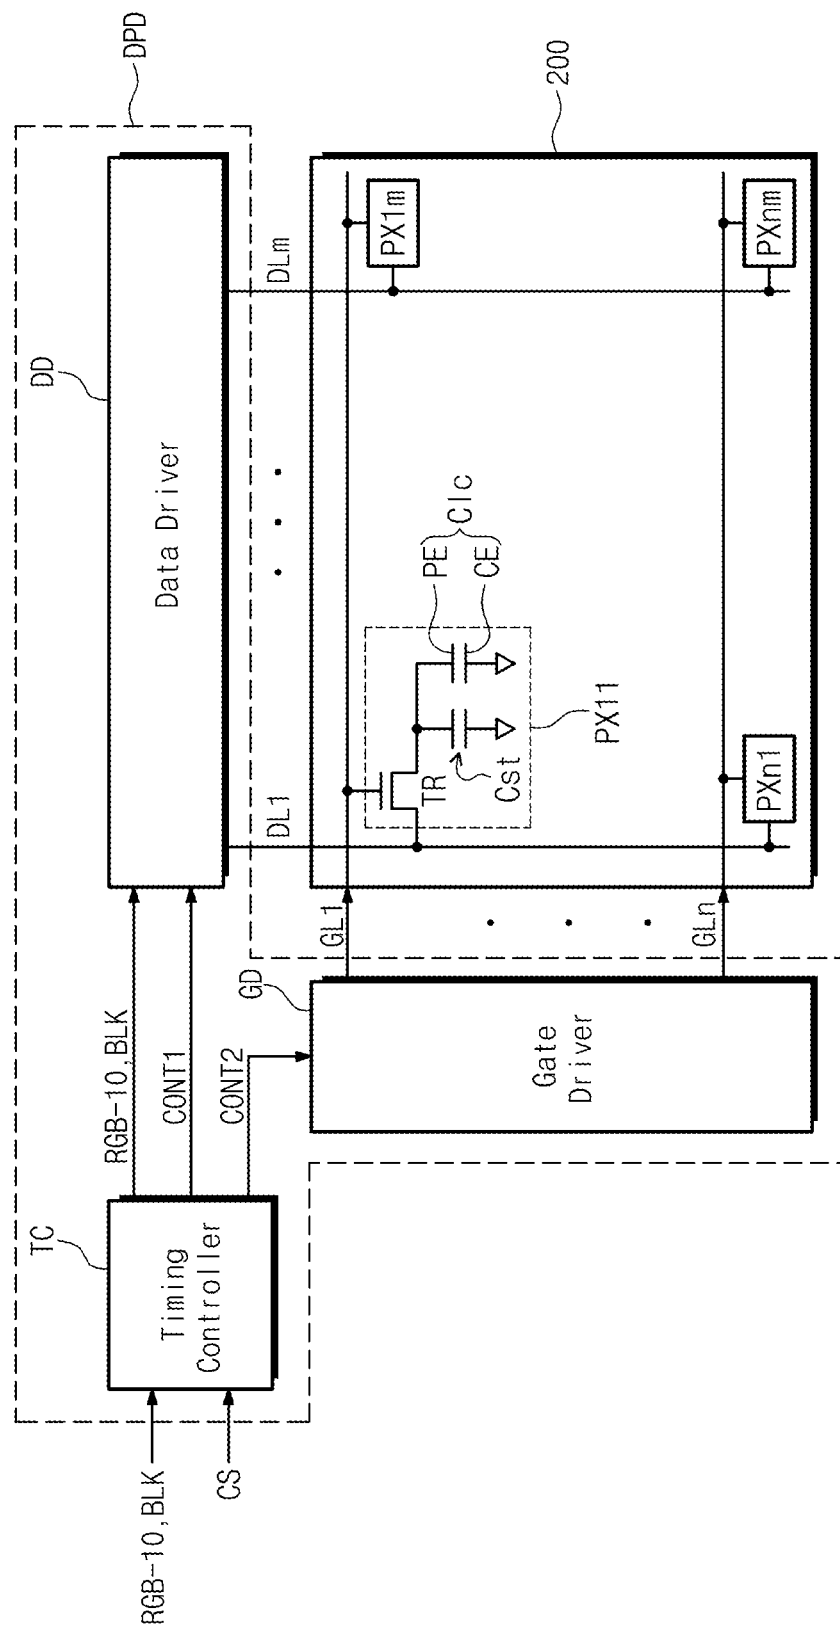 DPD
DD
TC
Data Driver
RGB-10,BLK
CS
Timing
Controller
RGB-10,BLK
CONT1
CONT2
GD
DL1
DLm
200
Gate
Driver
GL1
GLn
TR
Cst
PE
CE
Clc
PX11
PX1m
PXn1
PXnm